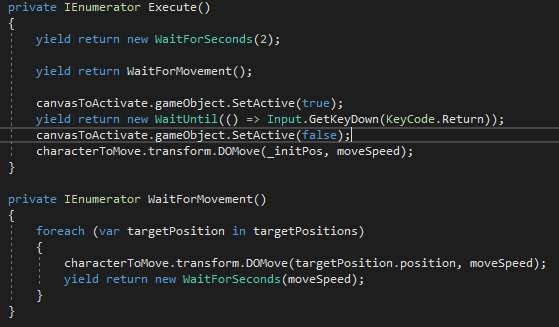 private IEnumerator Execute()
{
yield return new WaitForSeconds(2);
yield return WaitForMovement();
canvasToActivate.gameObject.SetActive(true);
yield return new WaitUntil(() => Input.GetKeyDown(KeyCode.Return));
canvasToActivate.gameObject.SetActive(false);
characterToMove.transform.DOMove(_initPos, moveSpeed);
}
private IEnumerator WaitForMovement()
{
foreach (var targetPosition in targetPositions)
{
characterToMove.transform.DOMove(targetPosition.position, moveSpeed);
yield return new WaitForSeconds(moveSpeed);
}
}